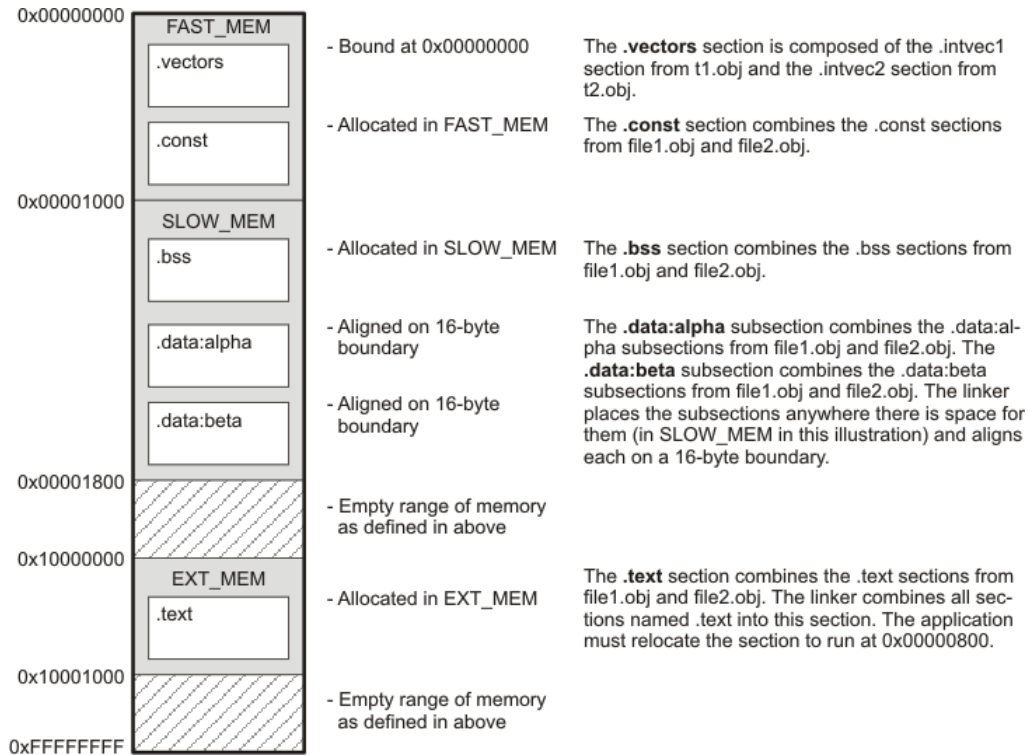 0x00000000
FAST_MEM
.vectors
- Bound at 0x00000000
The .vectors section is composed of the .intvec1
section from t1.obj and the .intvec2 section from
t2.obj.
.const
- Allocated in FAST_MEM
The .const section combines the .const sections
from file1.obj and file2.obj.
0x00001000
SLOW_MEM
.bss
- Allocated in SLOW_MEM
The .bss section combines the .bss sections from
file1.obj and file2.obj.
.data:alpha
- Aligned on 16-byte
boundary
.data:beta
- Aligned on 16-byte
boundary
The .data:alpha subsection combines the .data:al-
pha subsections from file1.obj and file2.obj. The
.data:beta subsection combines the .data:beta
subsections from file1.obj and file2.obj. The linker
places the subsections anywhere there is space for
them (in SLOW_MEM in this illustration) and aligns
each on a 16-byte boundary.
0x00001800
- Empty range of memory
as defined in above
0x10000000
EXT_MEM
.text
- Allocated in EXT_MEM
The .text section combines the .text sections from
file1.obj and file2.obj. The linker combines all sec-
tions named .text into this section. The application
must relocate the section to run at 0x00000800.
0x10001000
- Empty range of memory
as defined in above
0xFFFFFFFF